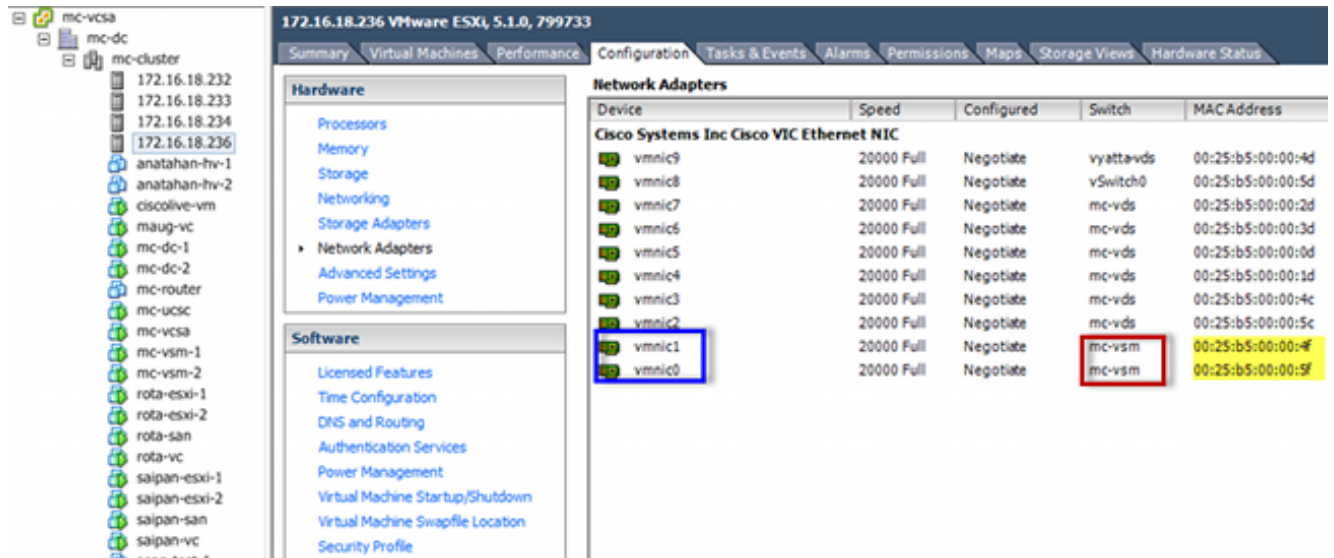 mc-vcsa
mc-dc
mc-cluster
172.16.18.232
172.16.18.233
172.16.18.234
172.16.18.236
anatahan-hv-1
anatahan-hv-2
ciscolive-vm
maug-vc
mc-dc-1
mc-dc-2
mc-router
mc-ucsc
mc-vcsa
mc-vsm-1
mc-vsm-2
rota-esxi-1
rota-esxi-2
rota-san
rota-vc
saipan-esxi-1
saipan-esxi-2
saipan-san
saipan-vc
172.16.18.236 VMware ESXi, 5.1.0, 799733
Summary Virtual Machines Performance Configuration Tasks & Events Alarms Permissions Maps Storage Views Hardware Status
Hardware
Processors
Memory
Storage
Networking
Storage Adapters
Network Adapters
Advanced Settings
Power Management
Software
Licensed Features
Time Configuration
DNS and Routing
Authentication Services
Power Management
Virtual Machine Startup/Shutdown
Virtual Machine Swapfile Location
Security Profile
Network Adapters
Device Speed Configured Switch MAC Address
Cisco Systems Inc Cisco VIC Ethernet NIC
vmnic9 20000 Full Negotiate vyatta-vds 00:25:b5:00:00:4d
vmnic8 20000 Full Negotiate vSwitch0 00:25:b5:00:00:5d
vmnic7 20000 Full Negotiate mc-vds 00:25:b5:00:00:2d
vmnic6 20000 Full Negotiate mc-vds 00:25:b5:00:00:3d
vmnic5 20000 Full Negotiate mc-vds 00:25:b5:00:00:0d
vmnic4 20000 Full Negotiate mc-vds 00:25:b5:00:00:1d
vmnic3 20000 Full Negotiate mc-vds 00:25:b5:00:00:4c
vmnic2 20000 Full Negotiate mc-vds 00:25:b5:00:00:5c
vmnic1 20000 Full Negotiate mc-vsm 00:25:b5:00:00:4f
vmnic0 20000 Full Negotiate mc-vsm 00:25:b5:00:00:5f